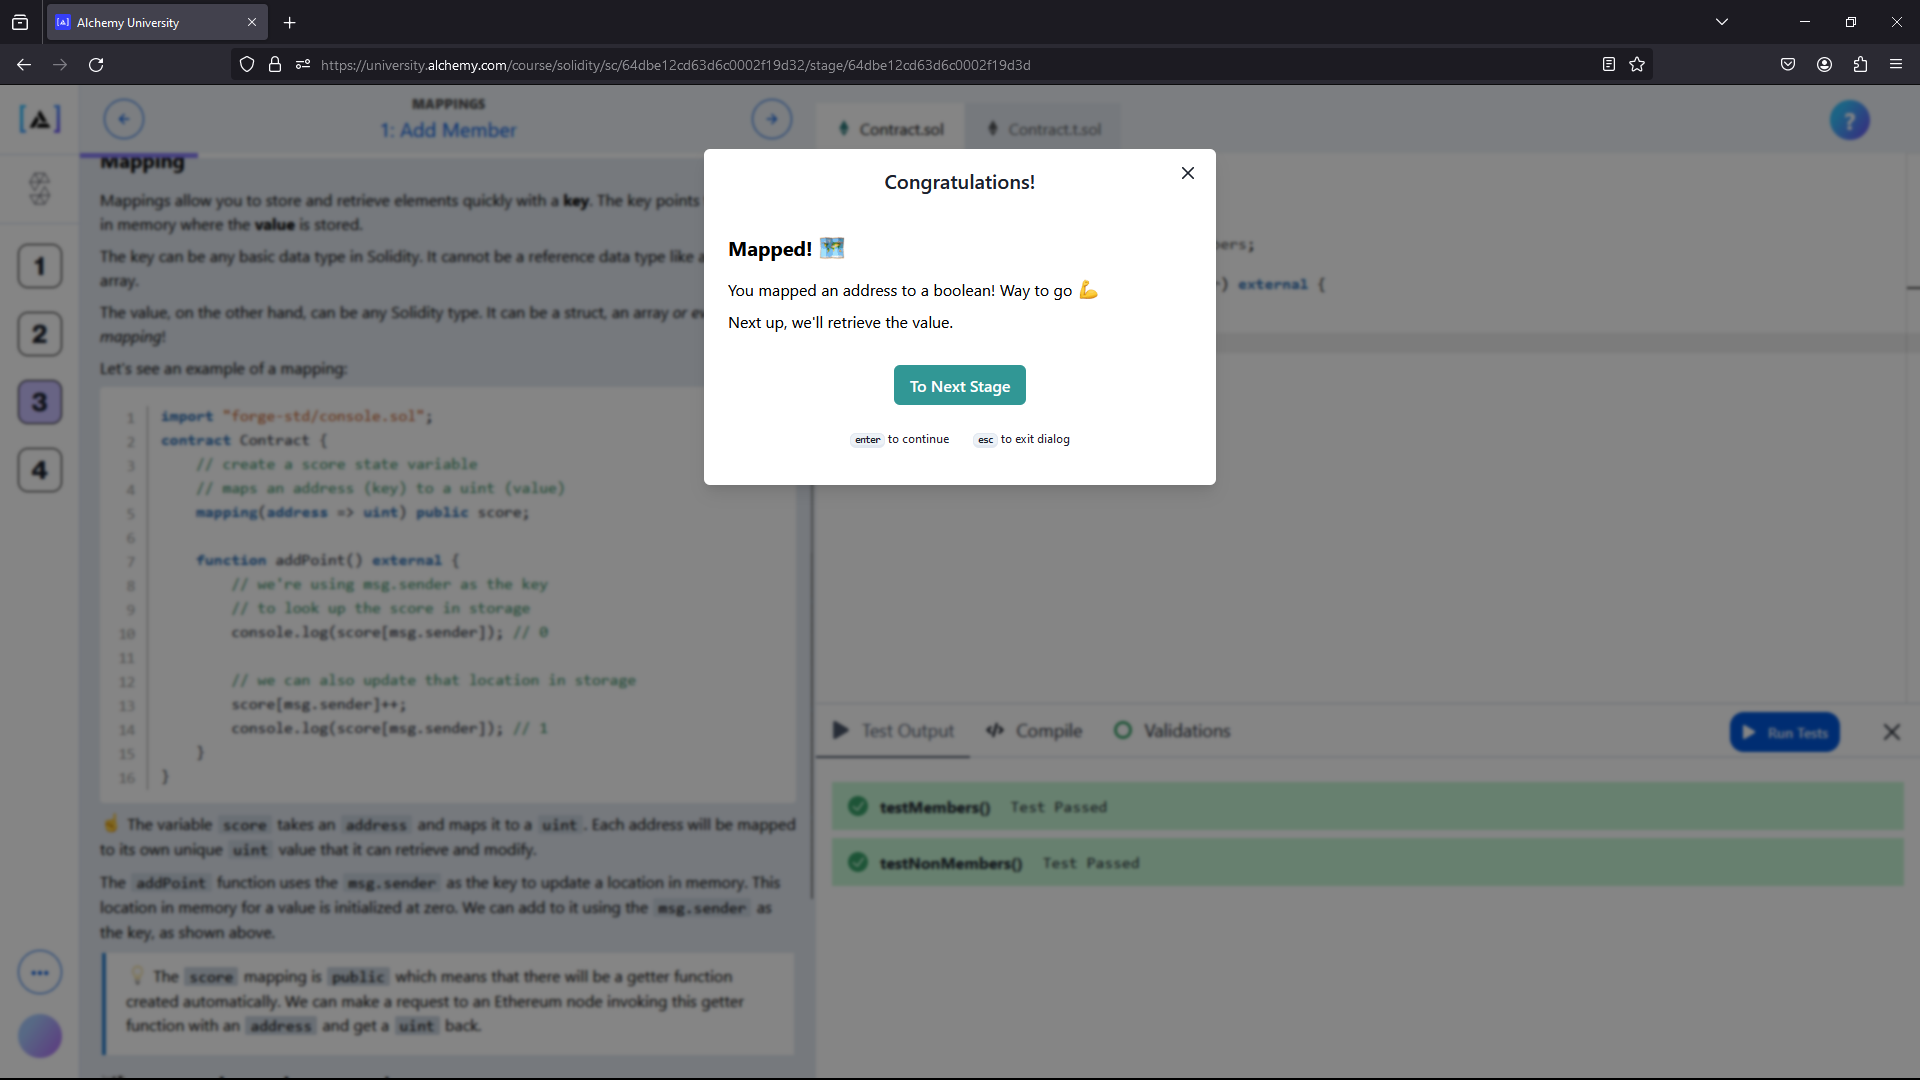 Alchemy University
https://university.alchemy.com/course/solidity/sc/64dbe12cd63d6c0002f19d32/stage/64dbe12cd63d6c0002f19d3d
MAPPINGS
1: Add Member
Contract.sol
Contract.t.sol
?
1
2
3
4
Mapping
Mappings allow you to store and retrieve elements quickly with a key. The key points
in memory where the value is stored.
The key can be any basic data type in Solidity. It cannot be a reference data type like
array.
The value, on the other hand, can be any Solidity type. It can be a struct, an array or
mapping!
Let's see an example of a mapping:
1 import "forge-std/console.sol";
2 contract Contract {
3 // create a score state variable
4 // maps an address (key) to a uint (value)
5 mapping(address => uint) public score;
6
7 function addPoint() external {
8 // we're using msg.sender as the key
9 // to look up the score in storage
10 console.log(score[msg.sender]); // 0
11
12 // we can also update that location in storage
13 score[msg.sender]++;
14 console.log(score[msg.sender]); // 1
15 }
16 }
☝️ The variable score takes an address and maps it to a uint. Each address will be mapped
to its own unique uint value that it can retrieve and modify.
The addPoint function uses the msg.sender as the key to update a location in memory. This
location in memory for a value is initialized at zero. We can add to it using the msg.sender as
the key, as shown above.
💡 The score mapping is public which means that there will be a getter function
created automatically. We can make a request to an Ethereum node invoking this getter
function with an address and get a uint back.
Congratulations!
Mapped! 🗺️
You mapped an address to a boolean! Way to go 💪
Next up, we'll retrieve the value.
To Next Stage
enter to continue esc to exit dialog
bers;
) external {
Test Output
Compile
Validations
Run Tests
testMembers() Test Passed
testNonMembers() Test Passed